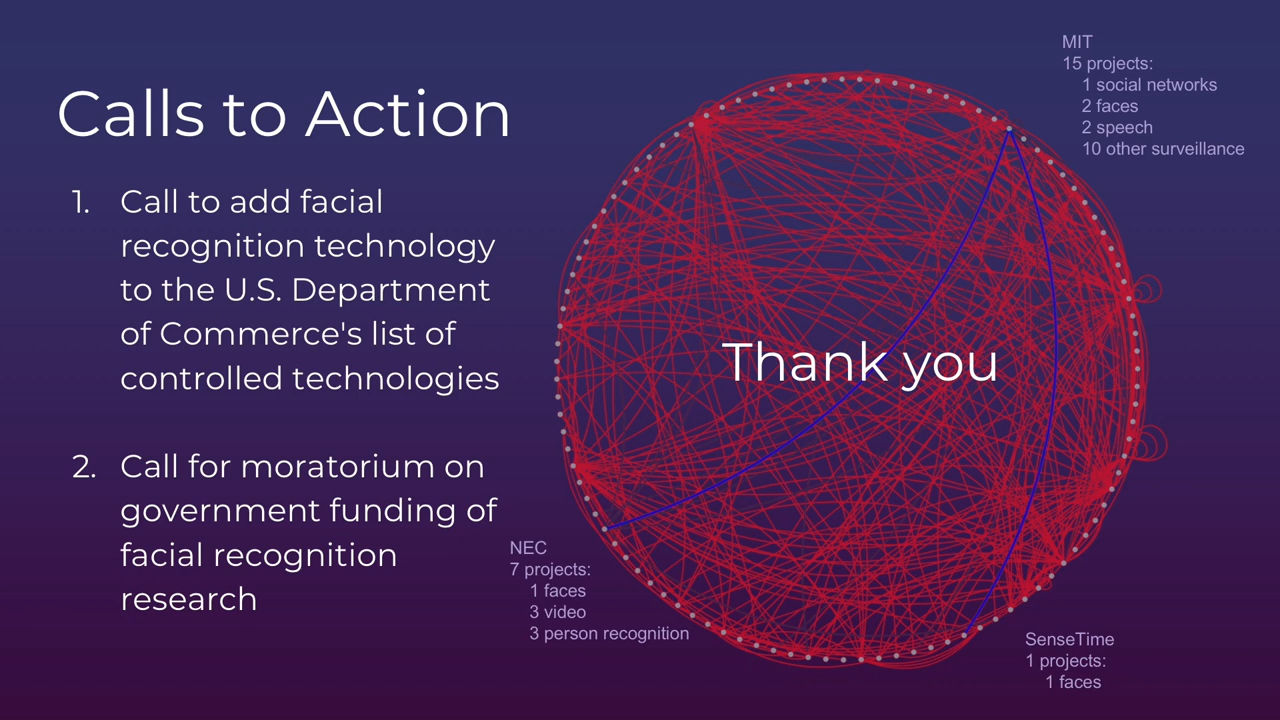 Calls to Action
1. Call to add facial
recognition technology
to the U.S. Department
of Commerce's list of
controlled technologies
2. Call for moratorium on
government funding of
facial recognition
research
MIT
15 projects:
1 social networks
2 faces
2 speech
10 other surveillance
Thank you
NEC
7 projects:
1 faces
3 video
3 person recognition
SenseTime
1 projects:
1 faces